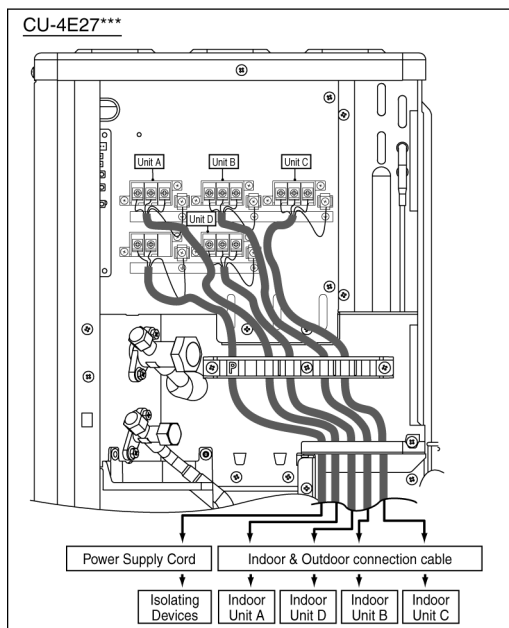 CU-4E27***
Unit A
Unit B
Unit C
Unit D
P
Power Supply Cord
Indoor & Outdoor connection cable
Isolating
Devices
Indoor
Unit A
Indoor
Unit D
Indoor
Unit B
Indoor
Unit C